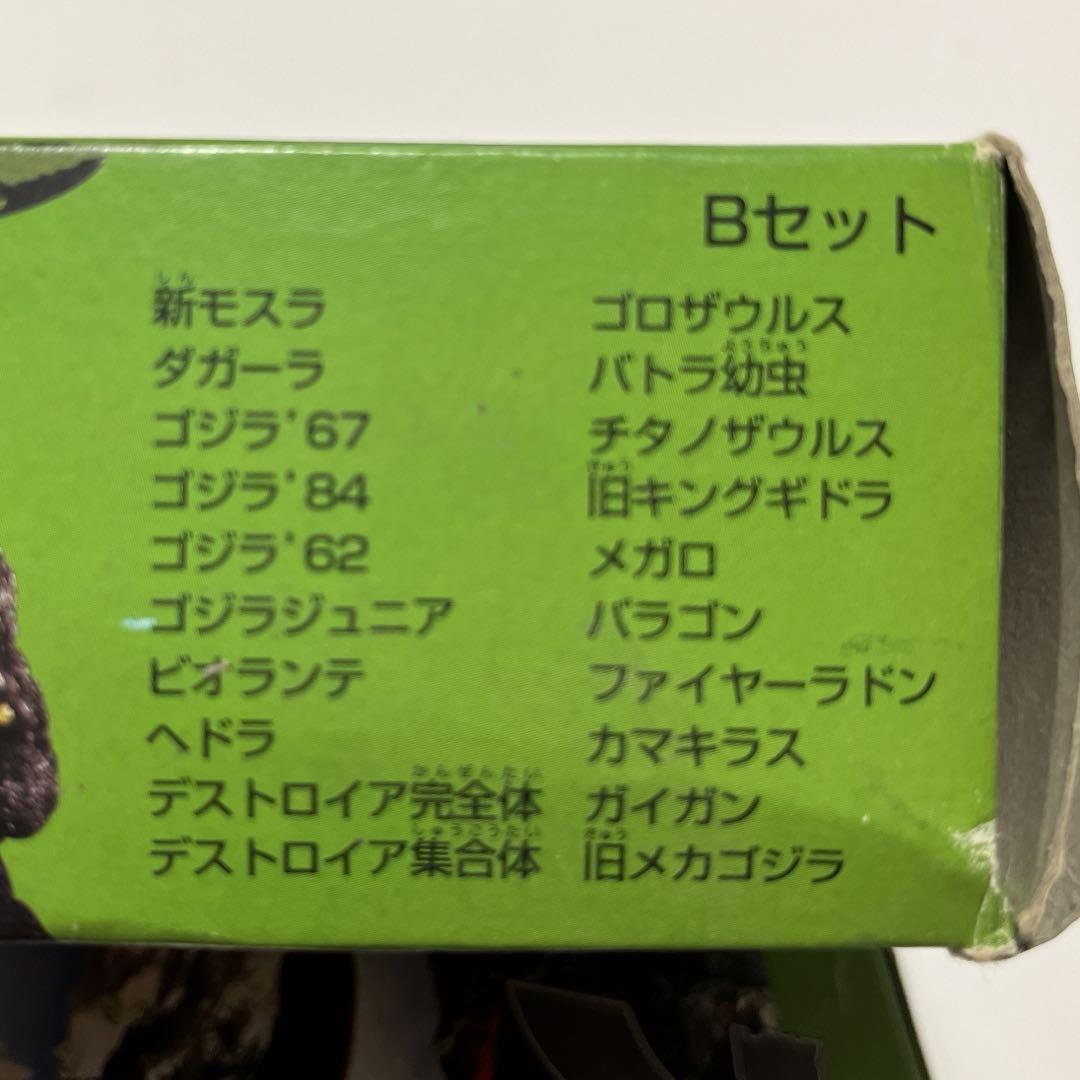 Bセット
新モスラ
ダガーラ
ゴジラ'67
ゴジラ'84
ゴジラ'62
ゴジラジュニア
ビオランテ
ヘドラ
デストロイア完全体
デストロイア集合体
ゴロザウルス
バトラ幼虫
チタノザウルス
旧キングギドラ
メガロ
バラゴン
ファイヤーラドン
カマキラス
ガイガン
旧メカゴジラ